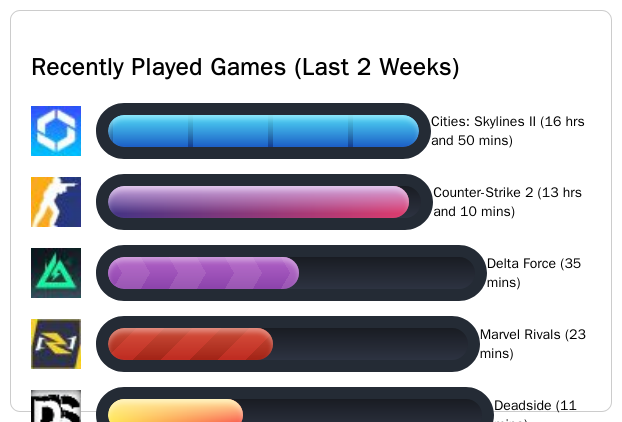 Recently Played Games (Last 2 Weeks)
Cities: Skylines II (16 hrs
and 50 mins)
Counter-Strike 2 (13 hrs
and 10 mins)
Delta Force (35
mins)
Marvel Rivals (23
mins)
Deadside (11